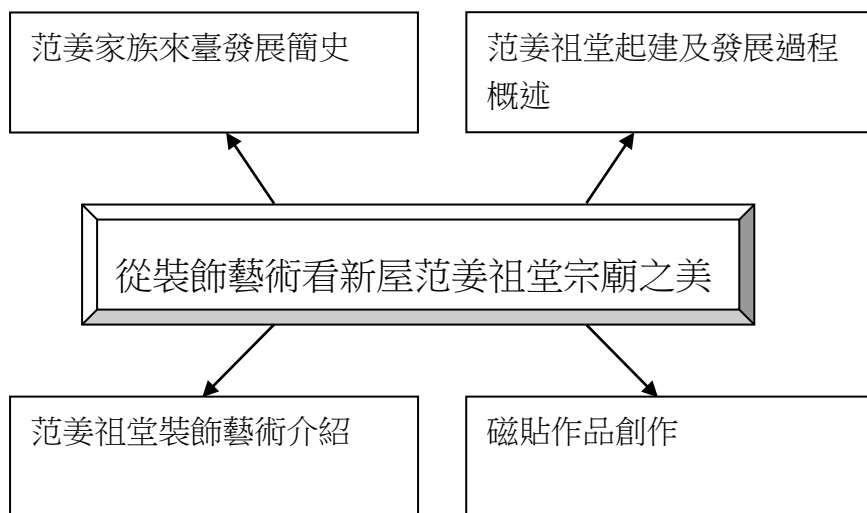 范姜家族來臺發展簡史
范姜祖堂起建及發展過程
概述
從裝飾藝術看新屋范姜祖堂宗廟之美
范姜祖堂裝飾藝術介紹
磁貼作品創作